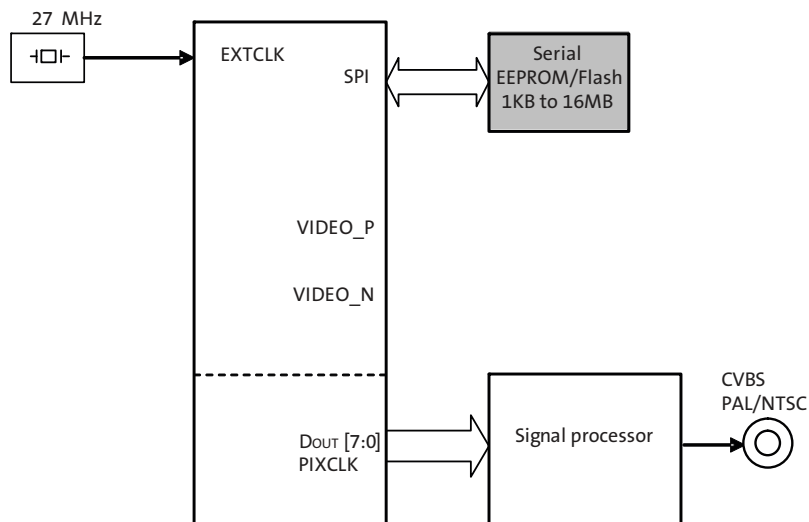 27 MHz
EXTCLK
SPI
Serial
EEPROM/Flash
1KB to 16MB
VIDEO_P
VIDEO_N
DOUT [7:0]
PIXCLK
Signal processor
CVBS
PAL/NTSC